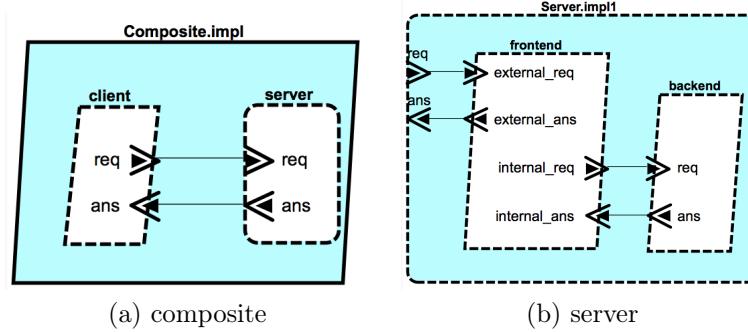 Composite.impl
client
server
req
req
ans
ans
(a) composite
Server.impl1
req
frontend
external_req
backend
ans
external_ans
internal_req
req
internal_ans
ans
(b) server